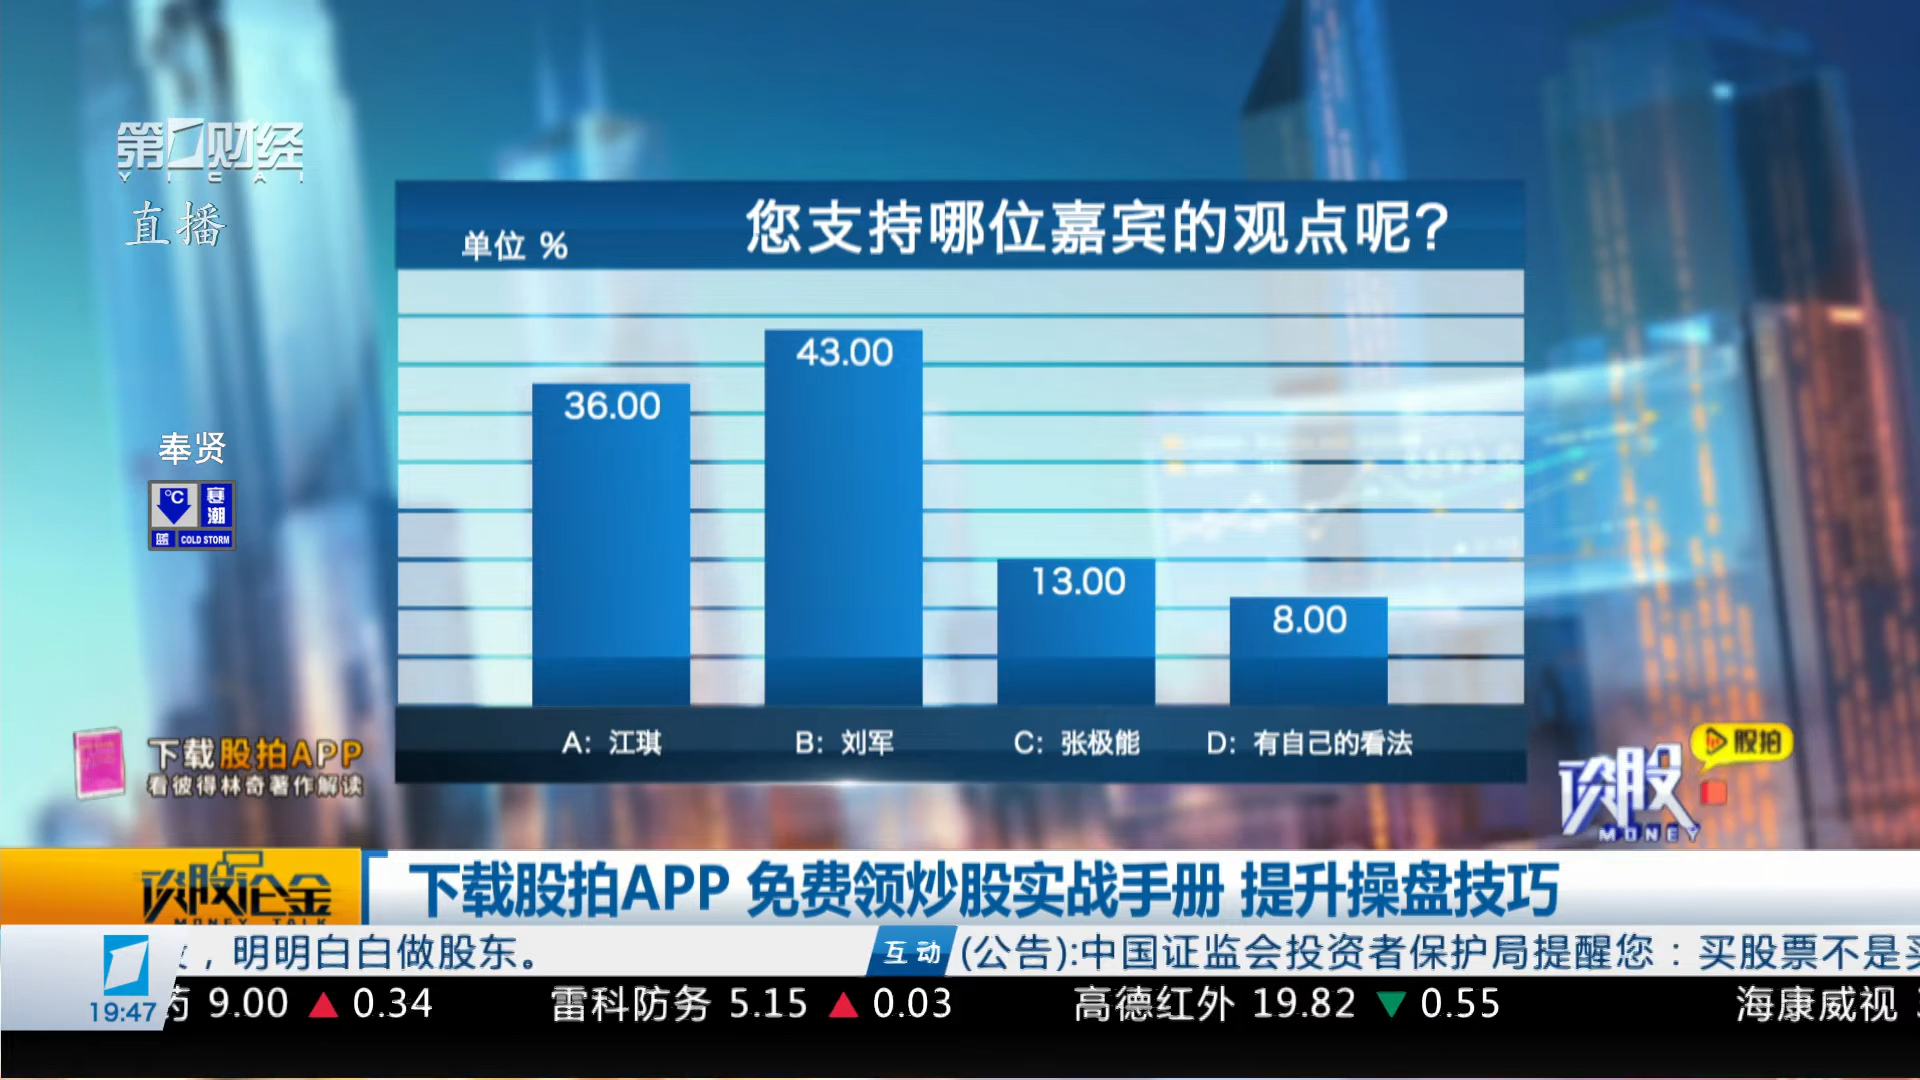 第1财经
YICAI
直播
单位 %
您支持哪位嘉宾的观点呢?
43.00
36.00
13.00
8.00
A: 江琪
B: 刘军
C: 张极能
D: 有自己的看法
奉贤
℃
寒潮
蓝
COLD STORM
下载股拍APP
看彼得林奇著作解读
股拍
谈股
MONEY
谈股论金
MONEY TALK
下载股拍APP 免费领炒股实战手册 提升操盘技巧
，明明白白做股东。
互动
(公告):中国证监会投资者保护局提醒您：买股票不是
19:47
药 9.00 ▲ 0.34
雷科防务 5.15 ▲ 0.03
高德红外 19.82 ▼ 0.55
海康威视